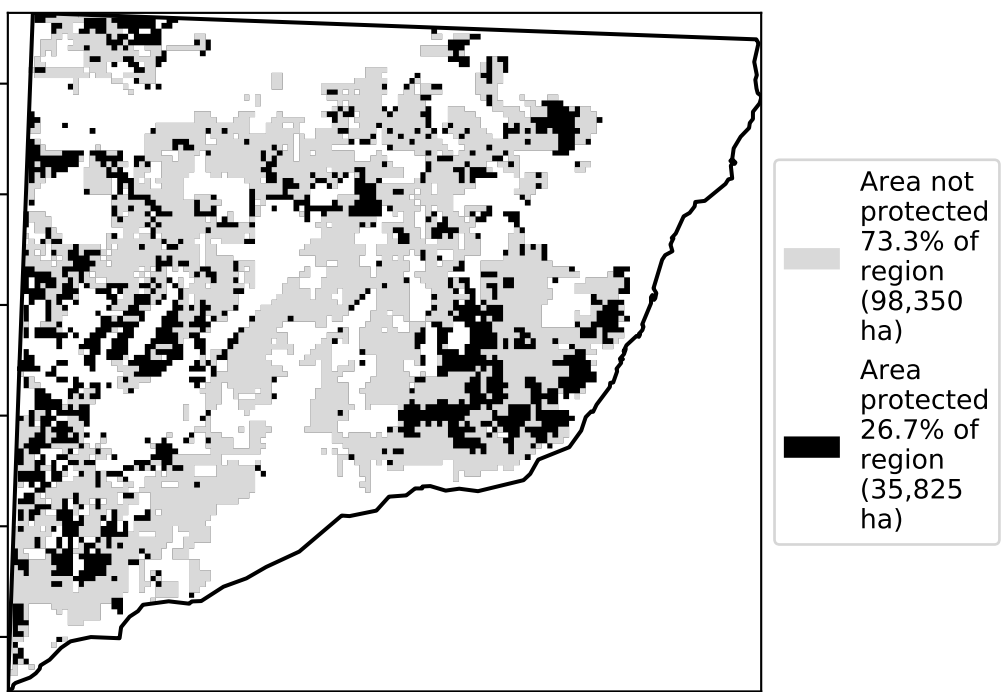 Area not
protected
73.3% of
region
(98,350
ha)
Area
protected
26.7% of
region
(35,825
ha)